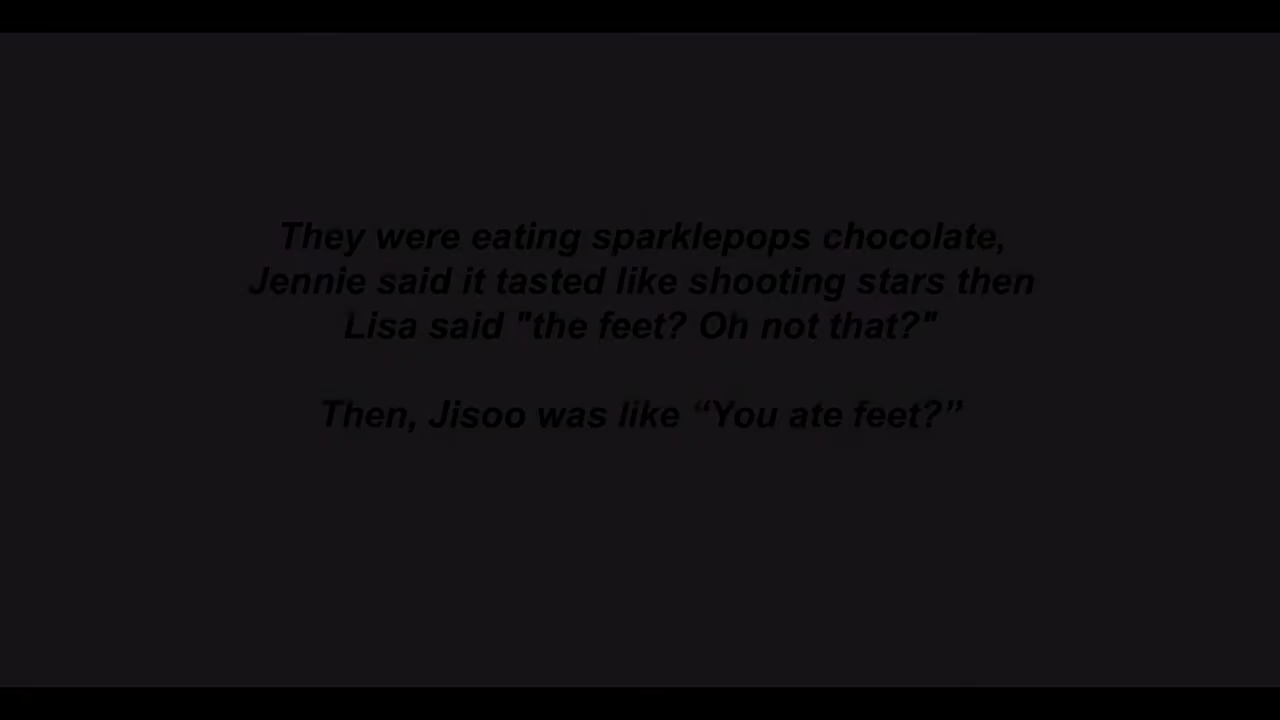 They were eating sparklepops chocolate,
Jennie said it tasted like shooting stars then
Lisa said "the feet? Oh not that?"
Then, Jisoo was like “You ate feet?”